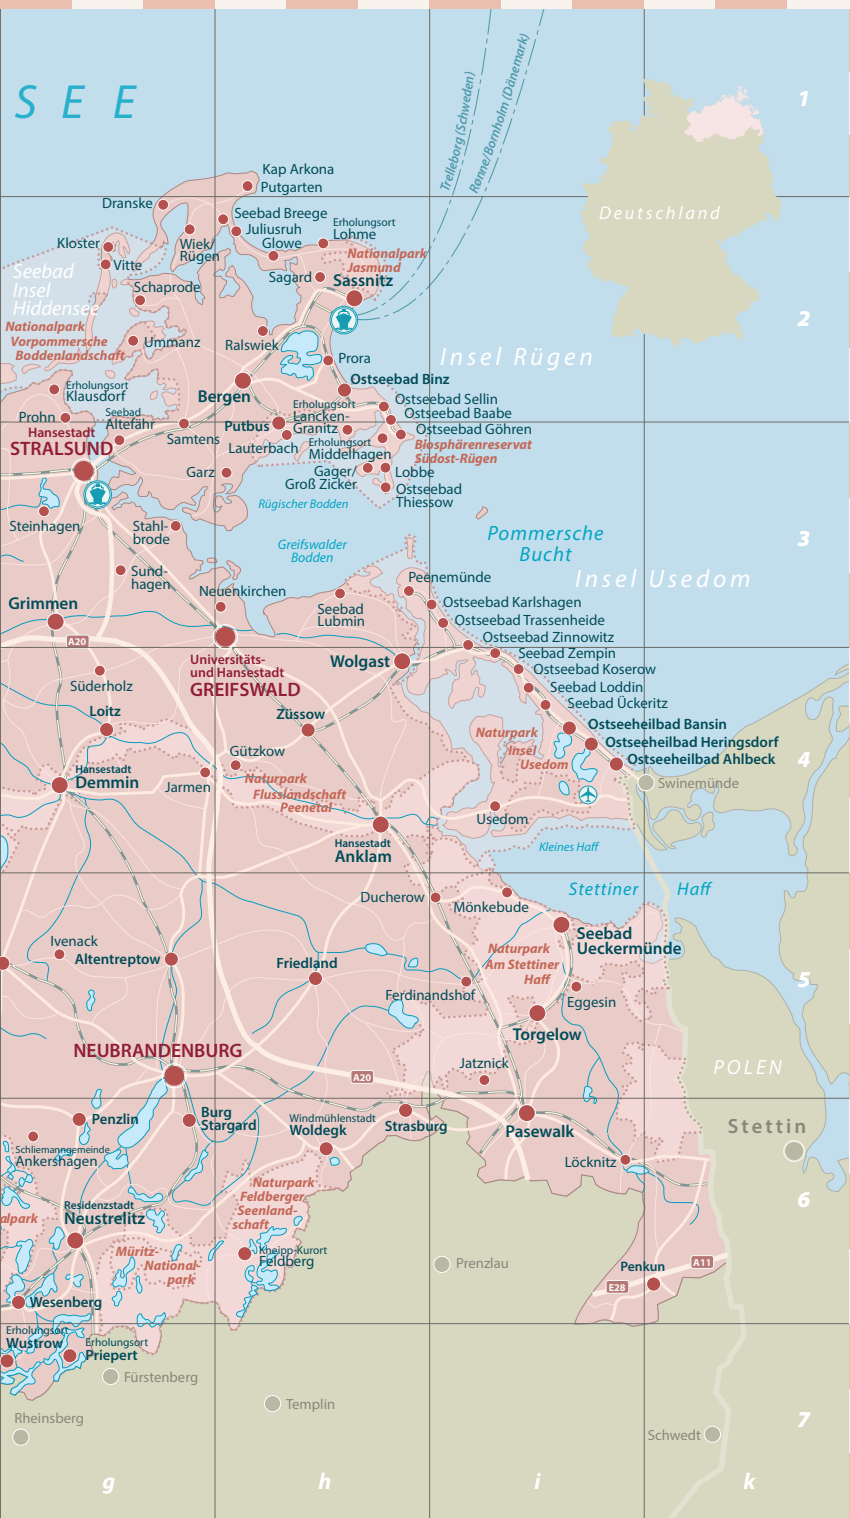 SEE
1
Trelleborg (Schweden)
Rønne/Bornholm (Dänemark)
Kap Arkona
Putgarten
Dranske
Seebad Breege
Juliusruh
Erholungsort
Lohme
Deutschland
Kloster
Wiek/
Rügen
Glowe
Vitte
Nationalpark
Jasmund
Seebad
Insel
Hiddensee
Sagard
Sassnitz
Schaprode
2
Nationalpark
Vorpommersche
Boddenlandschaft
Ummanz
Ralswiek
Insel Rügen
Prora
Erholungsort
Klausdorf
Bergen
Ostseebad Binz
Ostseebad Sellin
Prohn
Seebad
Altefähr
Erholungsort
Lancken-
Granitz
Ostseebad Baabe
Hansestadt
STRALSUND
Samtens
Putbus
Ostseebad Göhren
Lauterbach
Erholungsort
Middelhagen
Biosphärenreservat
Südost-Rügen
Garz
Gager/
Groß Zicker
Lobbe
Ostseebad
Thiessow
Rügischer Bodden
Steinhagen
Stahl-
brode
Greifswalder
Bodden
Pommersche
Bucht
3
Sund-
hagen
Insel Usedom
Neuenkirchen
Peenemünde
Grimmen
Seebad
Lubmin
Ostseebad Karlshagen
Ostseebad Trassenheide
A20
Ostseebad Zinnowitz
Universitäts-
und Hansestadt
GREIFSWALD
Wolgast
Seebad Zempin
Ostseebad Koserow
Süderholz
Seebad Loddin
Seebad Ückeritz
Loitz
Züssow
Ostseeheilbad Bansin
Naturpark
Insel
Usedom
Ostseeheilbad Heringsdorf
Gützkow
Ostseeheilbad Ahlbeck
4
Hansestadt
Demmin
Jarmen
Naturpark
Flusslandschaft
Peenetal
Swinemünde
Usedom
Hansestadt
Anklam
Kleines Haff
Ducherow
Mönkebude
Stettiner Haff
Ivenack
Altentreptow
Friedland
Seebad
Ueckermünde
Naturpark
Am Stettiner
Haff
5
Ferdinandshof
Eggesin
Torgelow
NEUBRANDENBURG
A20
Jatznick
POLEN
Penzlin
Burg
Stargard
Windmühlenstadt
Woldegk
Strasburg
Pasewalk
Stettin
Schliemanngemeinde
Ankershagen
Löcknitz
Residenzstadt
Neustrelitz
Naturpark
Feldberger
Seenland-
schaft
6
alpark
Müritz-
National-
park
Kneipp-Kurort
Feldberg
Prenzlau
Penkun
A11
E28
Wesenberg
Erholungsort
Wustrow
Erholungsort
Priepert
Fürstenberg
Templin
Rheinsberg
Schwedt
7
g
h
i
k